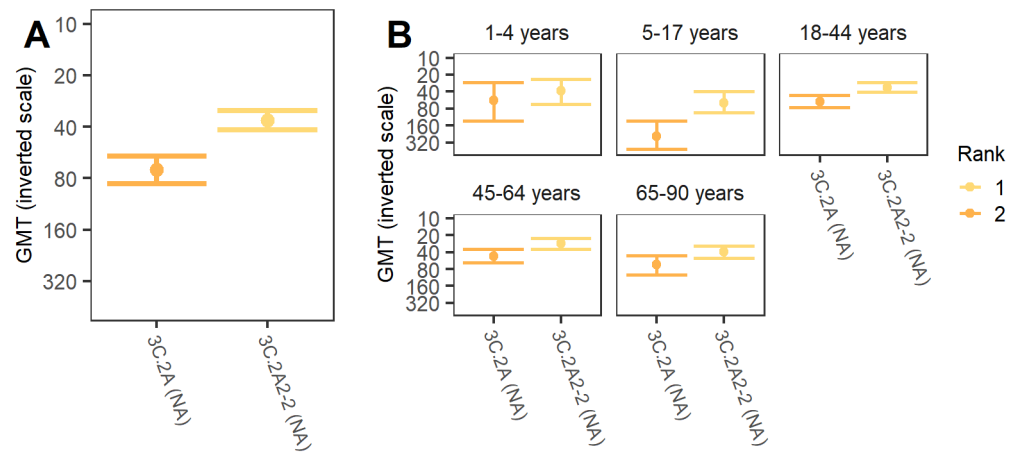 A
GMT (inverted scale)
10
20
40
80
160
320
3C.2A (NA)
3C.2A2-2 (NA)
B
GMT (inverted scale)
1-4 years
5-17 years
18-44 years
10
20
40
80
160
320
3C.2A (NA)
3C.2A2-2 (NA)
45-64 years
65-90 years
10
20
40
80
160
320
3C.2A (NA)
3C.2A2-2 (NA)
3C.2A (NA)
3C.2A2-2 (NA)
Rank
1
2